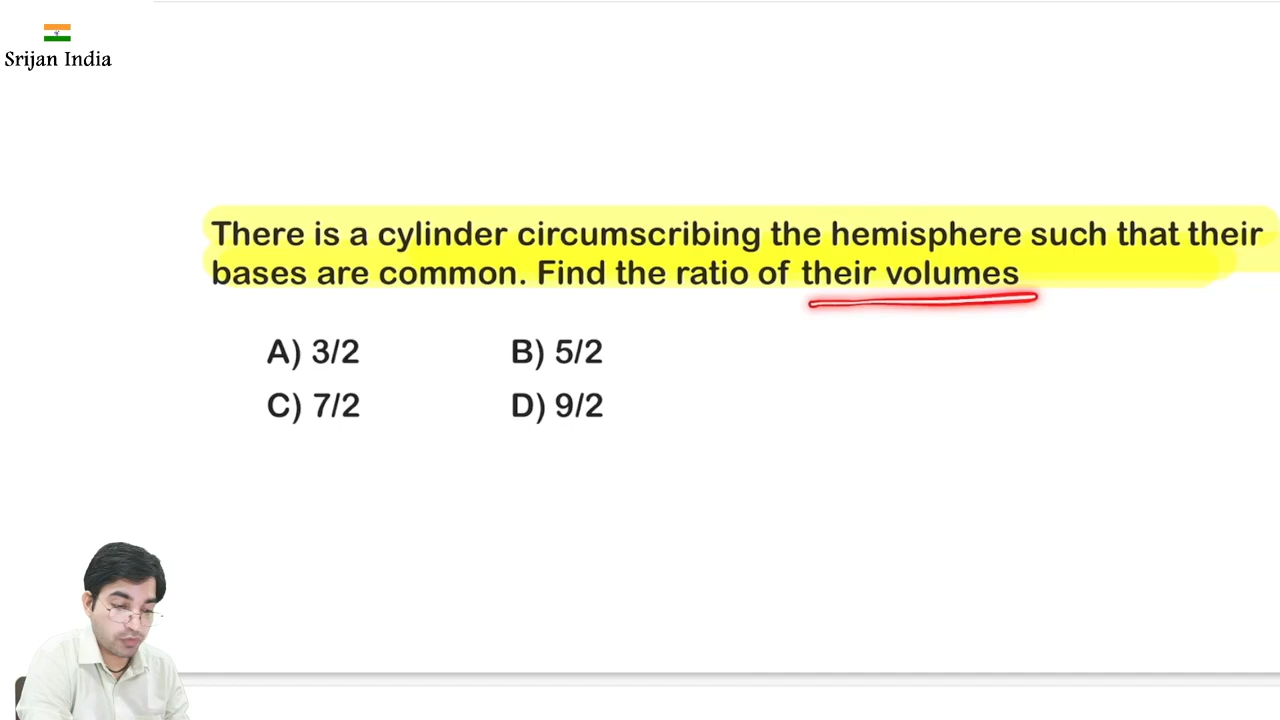 Srijan India
There is a cylinder circumscribing the hemisphere such that their
bases are common. Find the ratio of their volumes
A) 3/2 B) 5/2
C) 7/2 D) 9/2